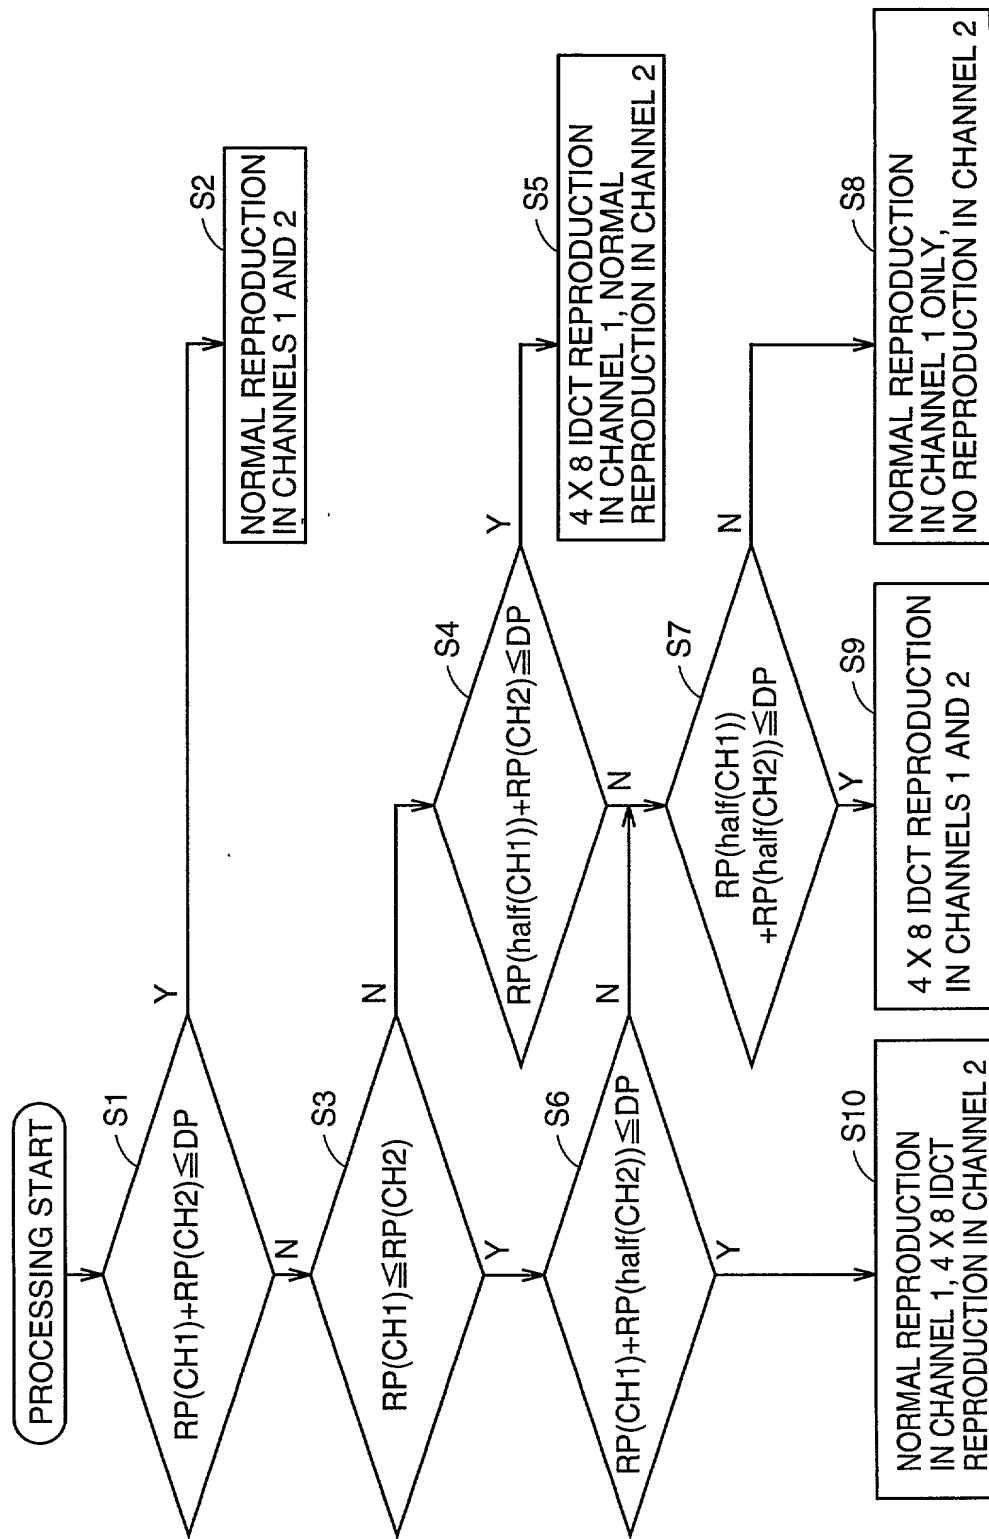 PROCESSING START
S1
RP(CH1)+RP(CH2)≦DP
Y
N
S2
NORMAL REPRODUCTION
IN CHANNELS 1 AND 2
S3
RP(CH1)≦RP(CH2)
N
Y
S4
RP(half(CH1))+RP(CH2)≦DP
Y
N
S5
4 X 8 IDCT REPRODUCTION
IN CHANNEL 1, NORMAL
REPRODUCTION IN CHANNEL 2
S6
RP(CH1)+RP(half(CH2))≦DP
N
Y
S7
RP(half(CH1))
+RP(half(CH2))≦DP
N
Y
S8
NORMAL REPRODUCTION
IN CHANNEL 1 ONLY,
NO REPRODUCTION IN CHANNEL 2
S9
4 X 8 IDCT REPRODUCTION
IN CHANNELS 1 AND 2
S10
NORMAL REPRODUCTION
IN CHANNEL 1, 4 X 8 IDCT
REPRODUCTION IN CHANNEL 2